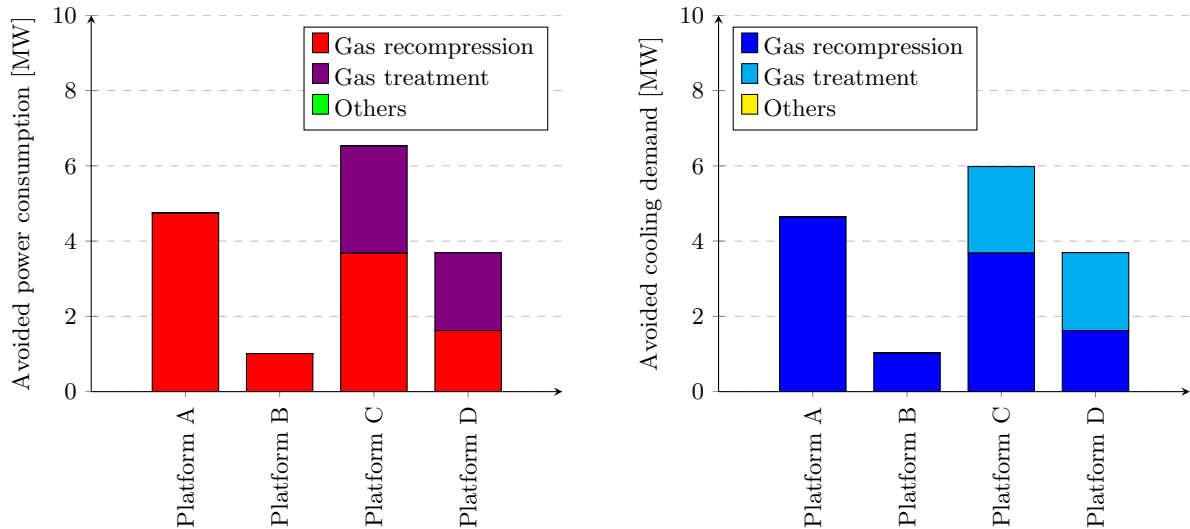 Avoided power consumption [MW]
10
8
6
4
2
0
Gas recompression
Gas treatment
Others
Platform A
Platform B
Platform C
Platform D
Avoided cooling demand [MW]
10
8
6
4
2
0
Gas recompression
Gas treatment
Others
Platform A
Platform B
Platform C
Platform D